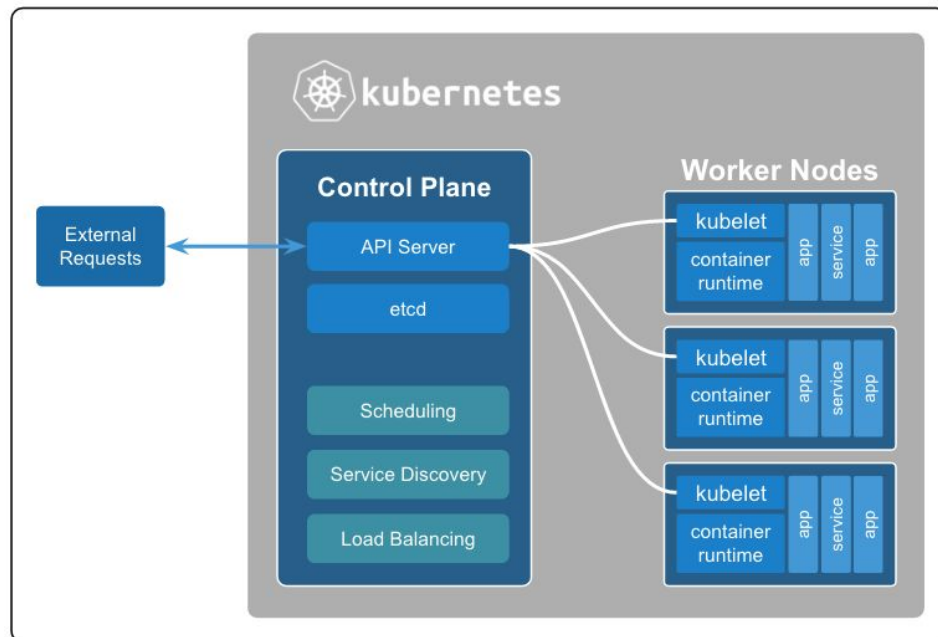 kubernetes
Control Plane
API Server
etcd
Scheduling
Service Discovery
Load Balancing
External
Requests
Worker Nodes
kubelet
container
runtime
app
service
app
kubelet
container
runtime
app
service
app
kubelet
container
runtime
app
service
app